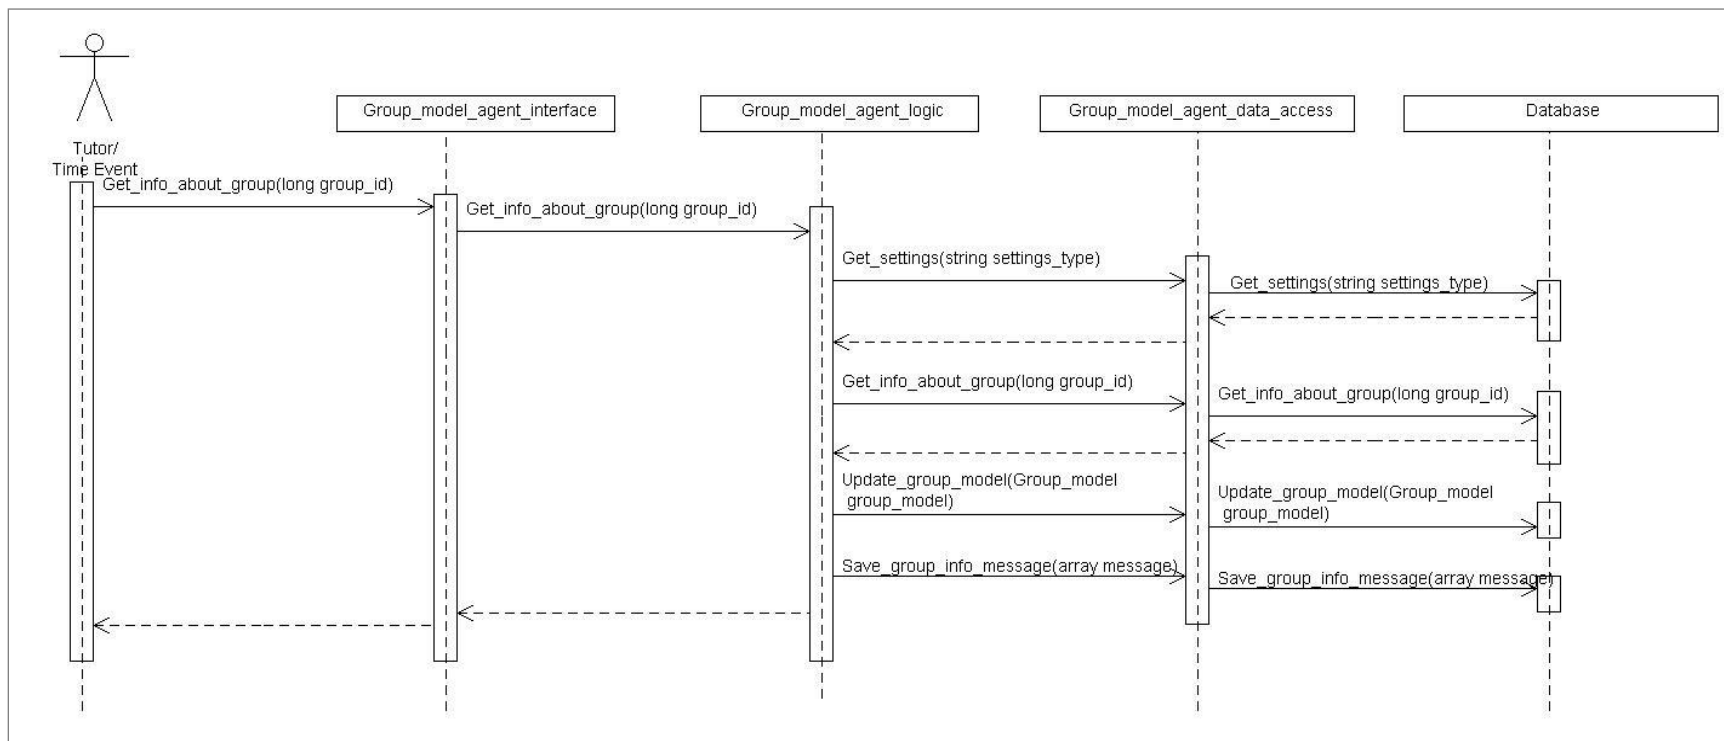 Group_model_agent_interface
Group_model_agent_logic
Group_model_agent_data_access
Database
Tutor/
Time Event
Get_info_about_group(long group_id)
Get_info_about_group(long group_id)
Get_settings(string settings_type)
Get_settings(string settings_type)
Get_info_about_group(long group_id)
Get_info_about_group(long group_id)
Update_group_model(Group_model
group_model)
Update_group_model(Group_model
group_model)
Save_group_info_message(array message)
Save_group_info_message(array message)